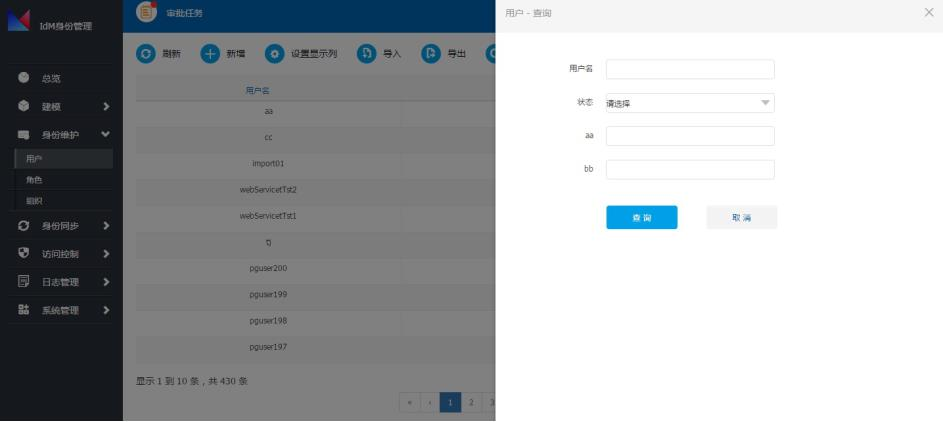 IdM身份管理
总览
建模
身份维护
用户
角色
组织
身份同步
访问控制
日志管理
系统管理
审批任务
刷新
新增
设置显示列
导入
导出
用户名
aa
cc
import01
webServicetTst2
webServicetTst1
pguser200
pguser199
pguser198
pguser197
显示 1 到 10 条，共 430 条
« ‹ 1 2 3
用户 - 查询
用户名
状态 请选择
aa
bb
查 询 取 消